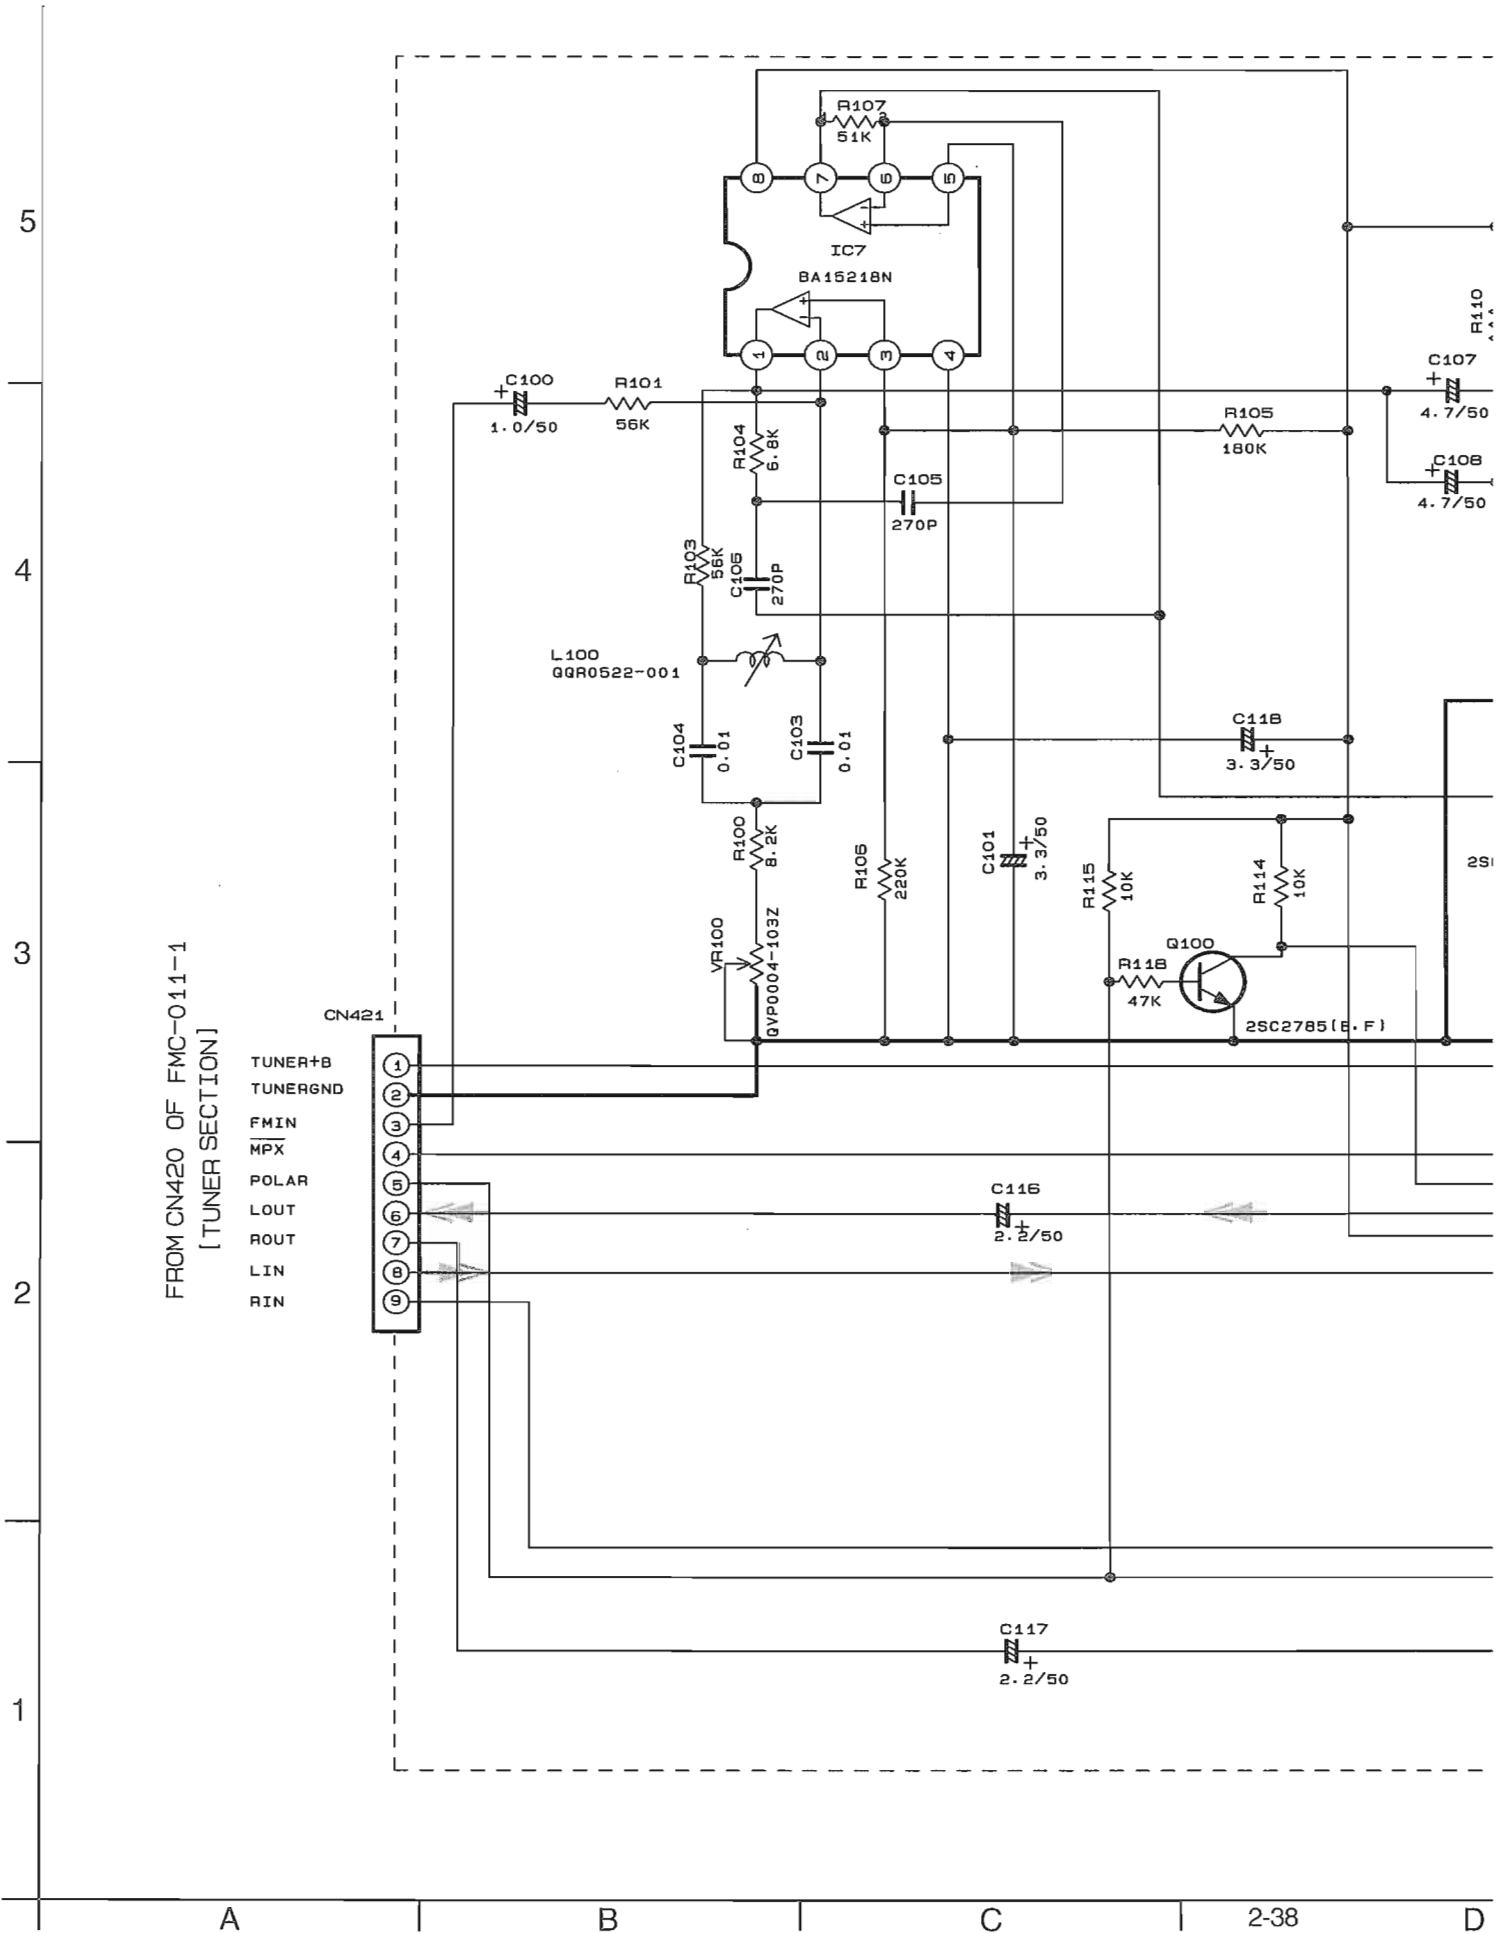 R107
51K
8
7
6
5
5
IC7
BA15218N
R110
1
2
3
4
C107
+
4.7/50
C100
+
1.0/50
R101
56K
R105
180K
R104
6.8K
C108
+
4.7/50
C105
270P
4
R103
56K
C106
270P
L100
QQR0522-001
C104
0.01
C103
0.01
C118
+
3.3/50
R100
8.2K
R106
220K
C101
+
3.3/50
R115
10K
R114
10K
2S
3
VR100
QVP0004-103Z
Q100
R118
47K
2SC2785(E.F)
FROM CN420 OF FMC-011-1
[TUNER SECTION]
CN421
TUNER+B 1
TUNERGND 2
FMIN 3
MPX 4
POLAR 5
LOUT 6
ROUT 7
LIN 8
RIN 9
C116
+
2.2/50
2
C117
+
2.2/50
1
A
B
C
2-38
D